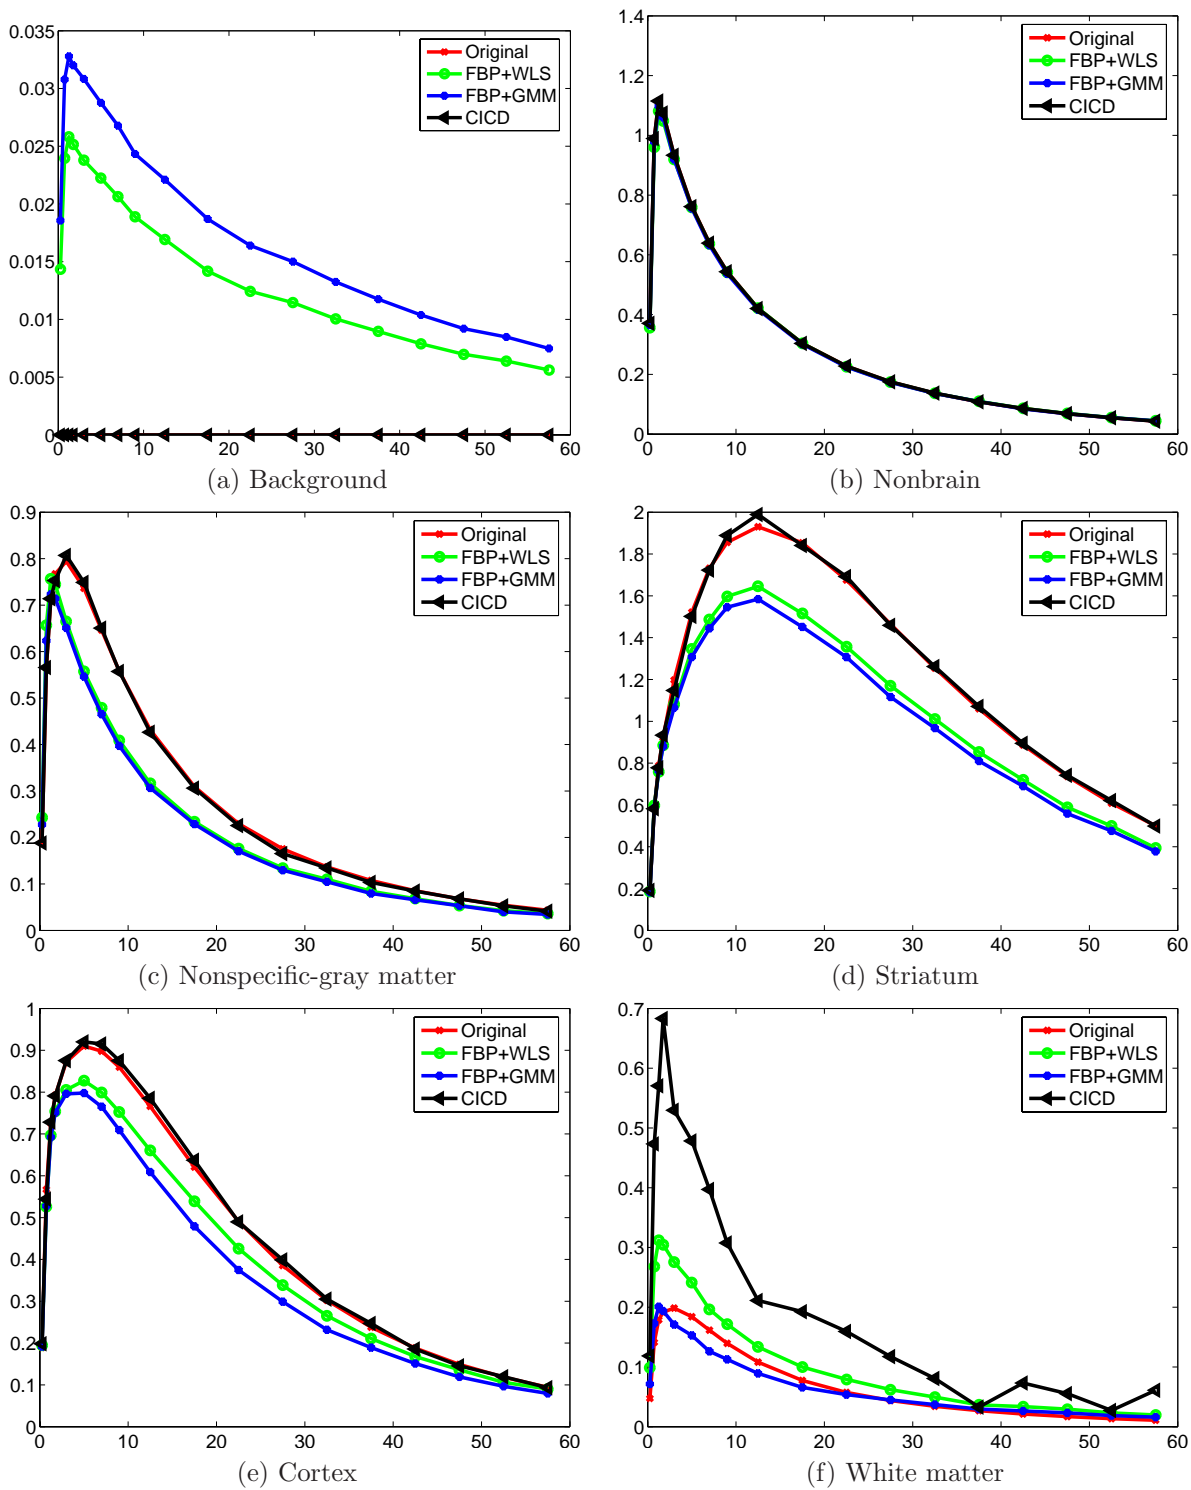 0.035
0.03
0.025
0.02
0.015
0.01
0.005
0
0 10 20 30 40 50 60
Original
FBP+WLS
FBP+GMM
CICD
(a) Background
1.4
1.2
1
0.8
0.6
0.4
0.2
0
0 10 20 30 40 50 60
Original
FBP+WLS
FBP+GMM
CICD
(b) Nonbrain
0.9
0.8
0.7
0.6
0.5
0.4
0.3
0.2
0.1
0
0 10 20 30 40 50 60
Original
FBP+WLS
FBP+GMM
CICD
(c) Nonspecific-gray matter
2
1.8
1.6
1.4
1.2
1
0.8
0.6
0.4
0.2
0
0 10 20 30 40 50 60
Original
FBP+WLS
FBP+GMM
CICD
(d) Striatum
1
0.9
0.8
0.7
0.6
0.5
0.4
0.3
0.2
0.1
0
0 10 20 30 40 50 60
Original
FBP+WLS
FBP+GMM
CICD
(e) Cortex
0.7
0.6
0.5
0.4
0.3
0.2
0.1
0
0 10 20 30 40 50 60
Original
FBP+WLS
FBP+GMM
CICD
(f) White matter